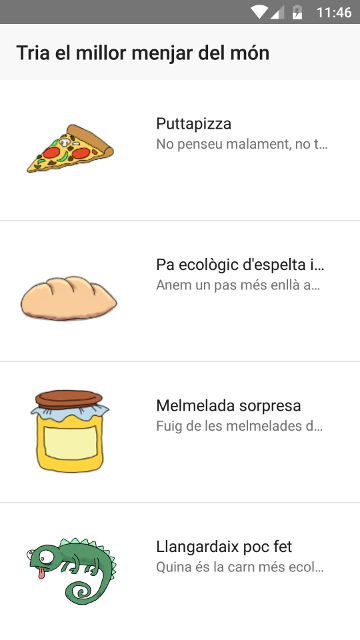 11:46
Tria el millor menjar del món
Puttapizza
No penseu malament, no t…
Pa ecològic d'espelta i…
Anem un pas més enllà a…
Melmelada sorpresa
Fuig de les melmelades d…
Llangardaix poc fet
Quina és la carn més ecol…